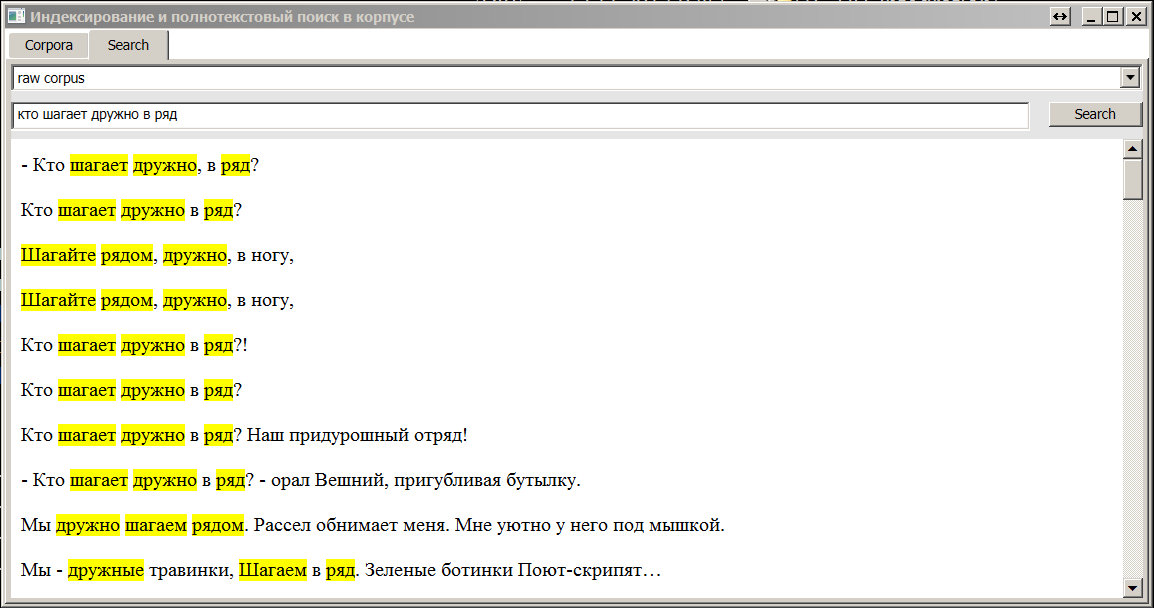 Индексирование и полнотекстовый поиск в корпусе
Corpora Search
raw corpus
кто шагает дружно в ряд Search
- Кто шагает дружно, в ряд?
Кто шагает дружно в ряд?
Шагайте рядом, дружно, в ногу,
Шагайте рядом, дружно, в ногу,
Кто шагает дружно в ряд?!
Кто шагает дружно в ряд?
Кто шагает дружно в ряд? Наш придурошный отряд!
- Кто шагает дружно в ряд? - орал Вешний, пригубливая бутылку.
Мы дружно шагаем рядом. Рассел обнимает меня. Мне уютно у него под мышкой.
Мы - дружные травинки, Шагаем в ряд. Зеленые ботинки Поют-скрипят…